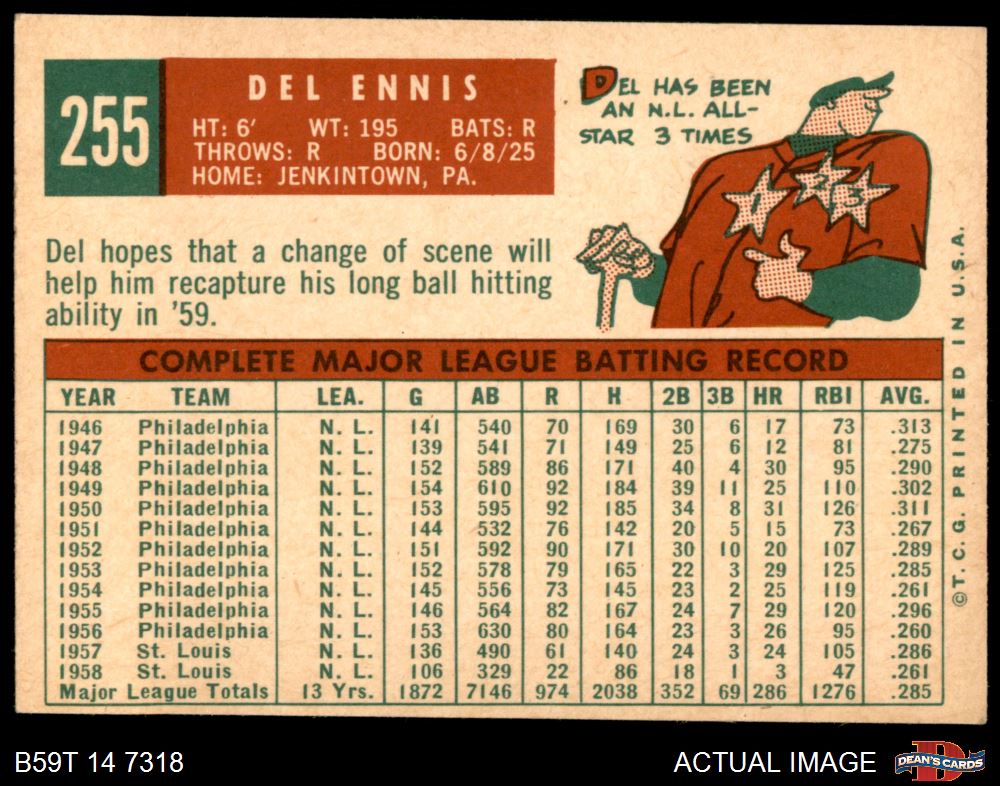 255
DEL ENNIS
HT: 6' WT: 195 BATS: R
THROWS: R BORN: 6/8/25
HOME: JENKINTOWN, PA.
DEL HAS BEEN
AN N.L. ALL-
STAR 3 TIMES
1 2 3
Del hopes that a change of scene will
help him recapture his long ball hitting
ability in '59.
COMPLETE MAJOR LEAGUE BATTING RECORD
YEAR TEAM LEA. G AB R H 2B 3B HR RBI AVG.
1946 Philadelphia N. L. 141 540 70 169 30 6 17 73 .313
1947 Philadelphia N. L. 139 541 71 149 25 6 12 81 .275
1948 Philadelphia N. L. 152 589 86 171 40 4 30 95 .290
1949 Philadelphia N. L. 154 610 92 184 39 11 25 110 .302
1950 Philadelphia N. L. 153 595 92 185 34 8 31 126 .311
1951 Philadelphia N. L. 144 532 76 142 20 5 15 73 .267
1952 Philadelphia N. L. 151 592 90 171 30 10 20 107 .289
1953 Philadelphia N. L. 152 578 79 165 22 3 29 125 .285
1954 Philadelphia N. L. 145 556 73 145 23 2 25 119 .261
1955 Philadelphia N. L. 146 564 82 167 24 7 29 120 .296
1956 Philadelphia N. L. 153 630 80 164 23 3 26 95 .260
1957 St. Louis N. L. 136 490 61 140 24 3 24 105 .286
1958 St. Louis N. L. 106 329 22 86 18 1 3 47 .261
Major League Totals 13 Yrs. 1872 7146 974 2038 352 69 286 1276 .285
©T. C. G. PRINTED IN U.S.A.
B59T 14 7318
ACTUAL IMAGE
D
DEAN'S CARDS